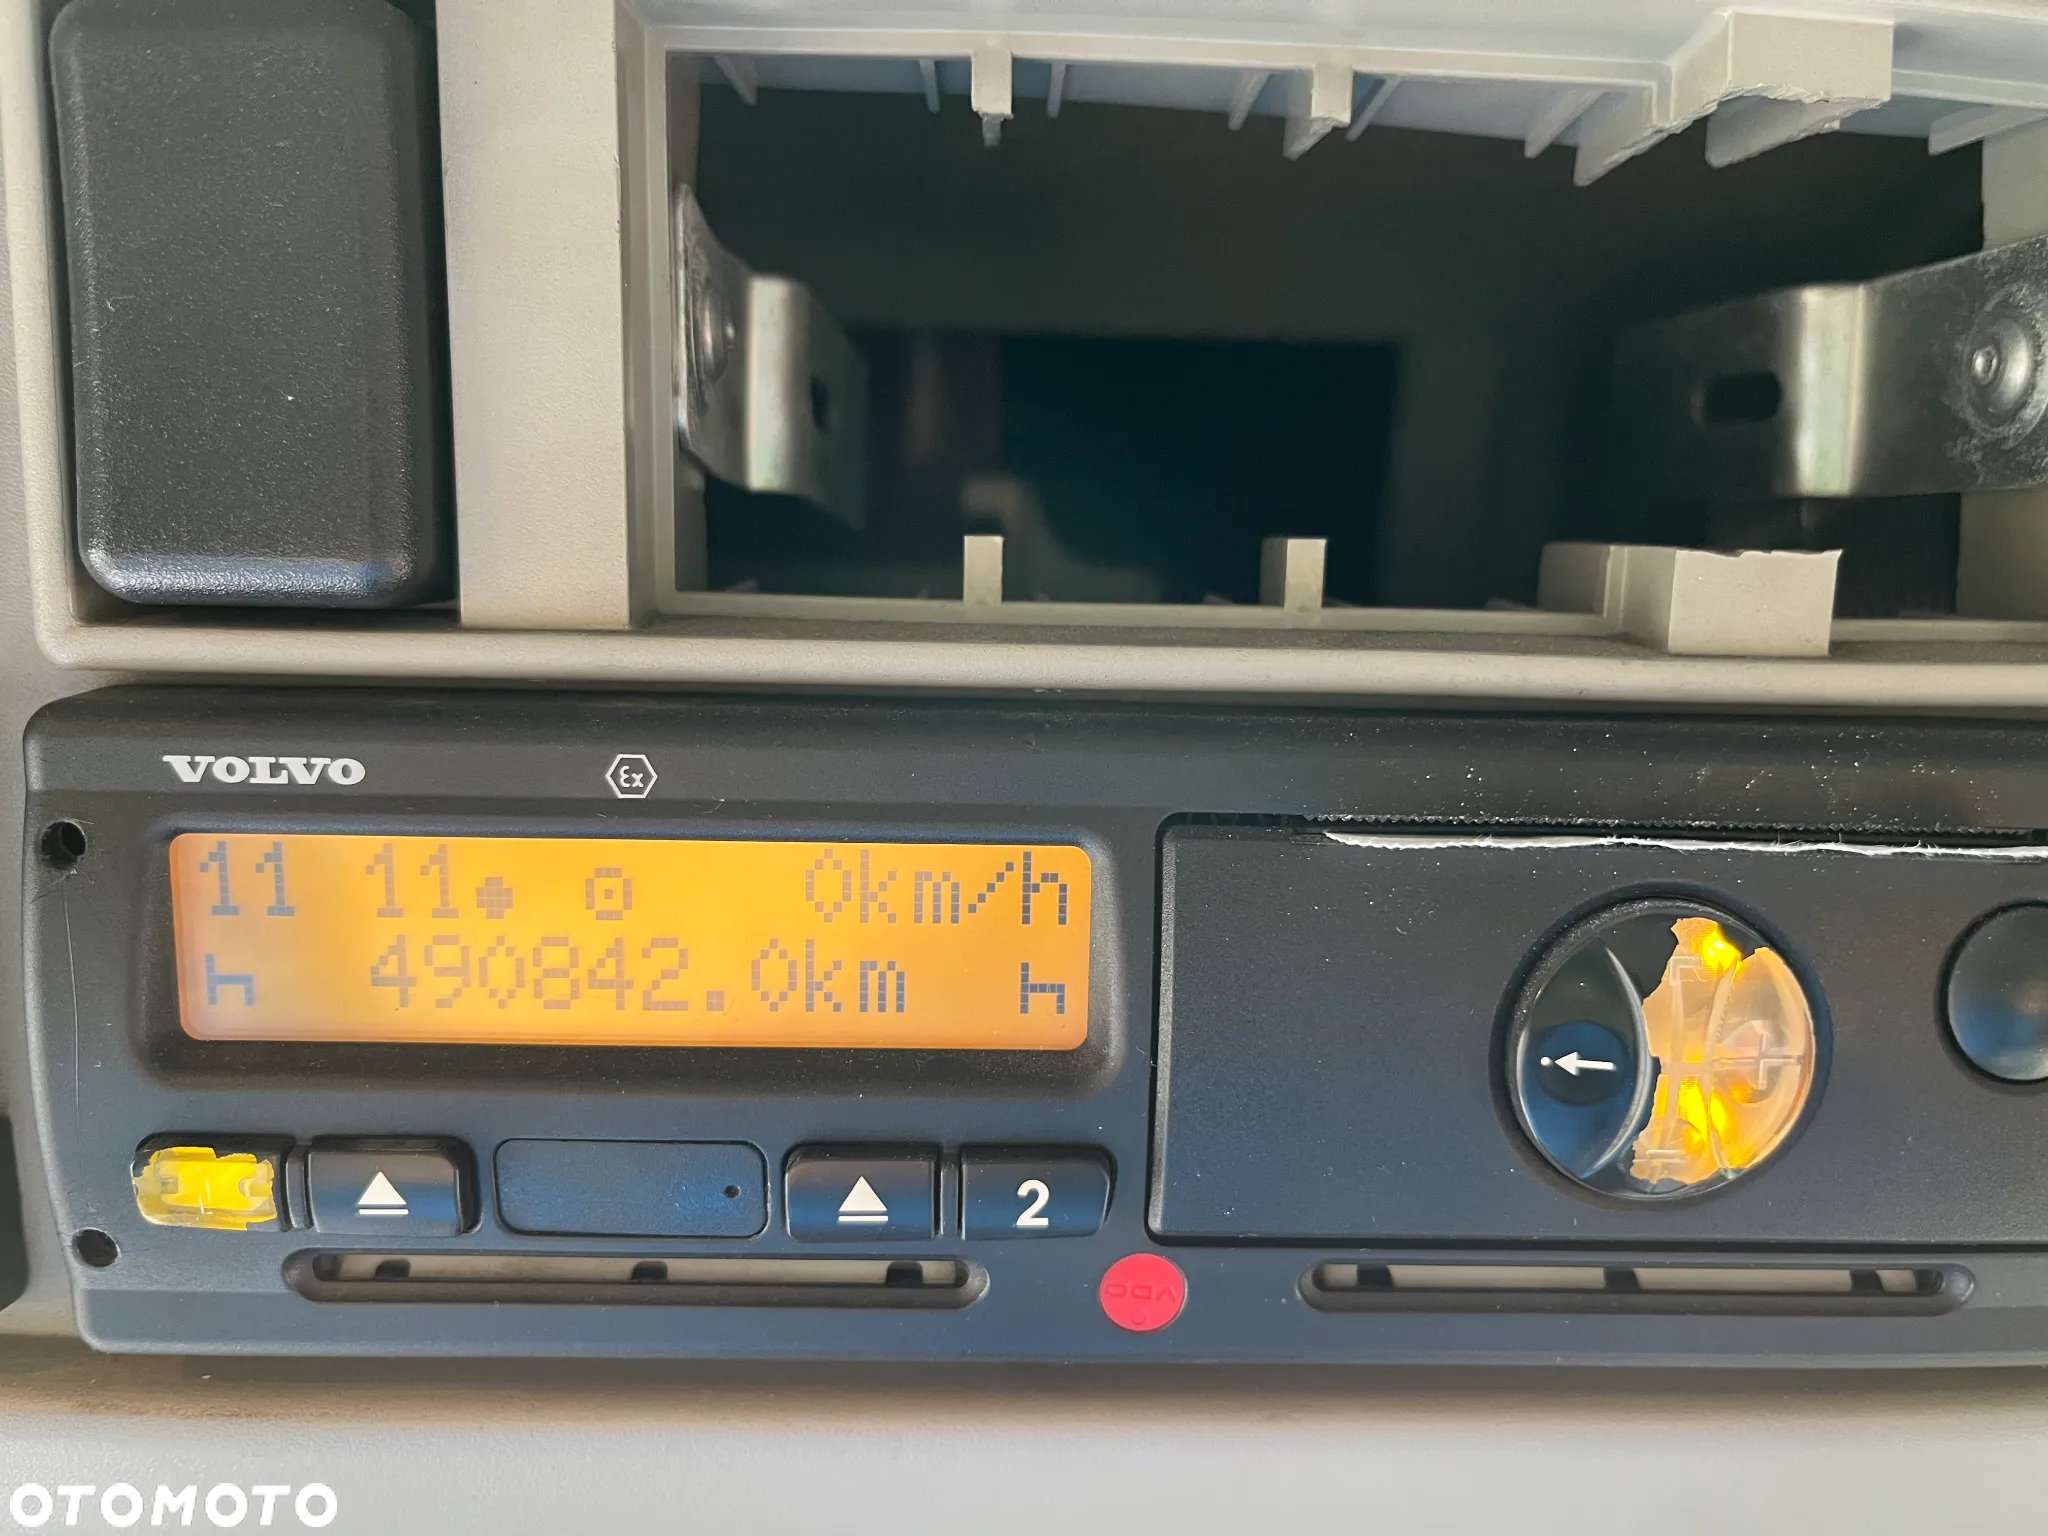 VOLVO
Ex
11 11 0km/h
490842.0km
2
VDO
OTOMOTO